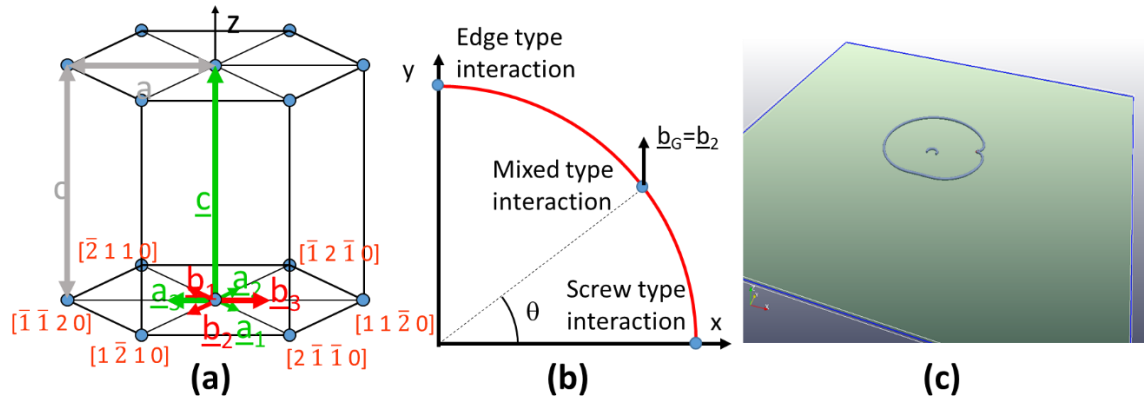 z
a
c
c
[2̄ 1 1 0]
[1̄ 2 1̄ 0]
b₁
a₂
a₃
b₃
[1̄ 1̄ 2 0]
[1 1 2̄ 0]
b₂
a₁
[1 2̄ 1 0]
[2 1̄ 1̄ 0]
(a)
Edge type
interaction
y
b_G=b₂
Mixed type
interaction
Screw type
interaction
θ
x
(b)
(c)